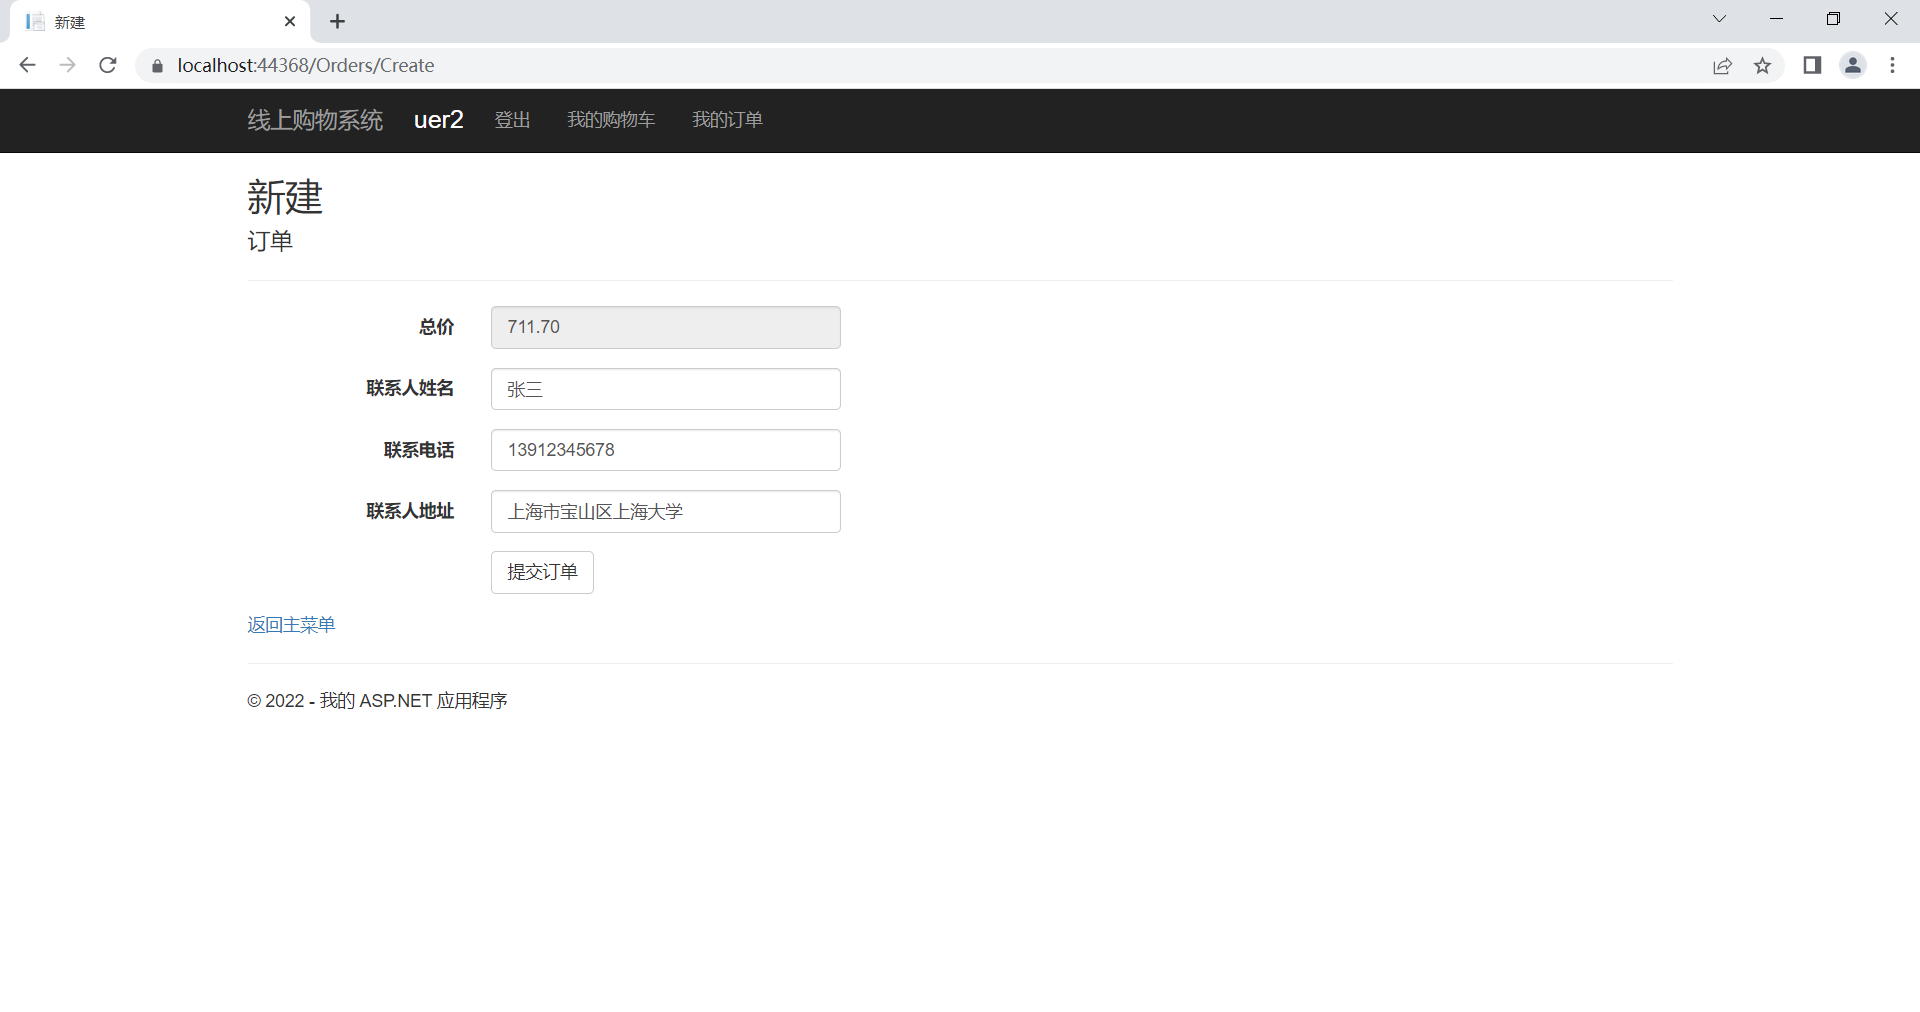 新建
localhost:44368/Orders/Create
线上购物系统 uer2 登出 我的购物车 我的订单
新建
订单
总价 711.70
联系人姓名 张三
联系电话 13912345678
联系人地址 上海市宝山区上海大学
提交订单
返回主菜单
© 2022 - 我的 ASP.NET 应用程序